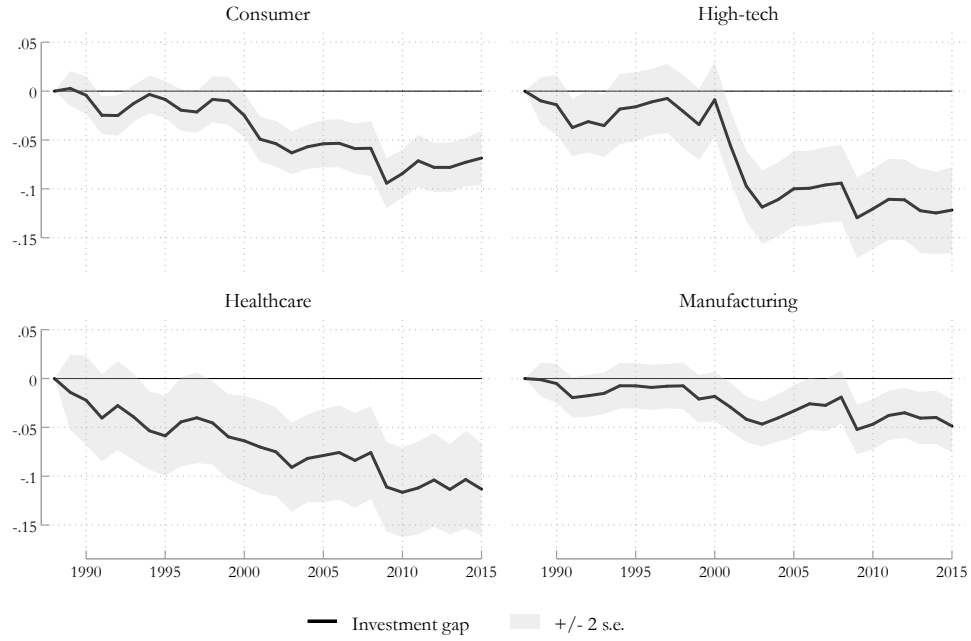 Consumer
High-tech
.05
0
-.05
-.1
-.15
Healthcare
Manufacturing
.05
0
-.05
-.1
-.15
1990 1995 2000 2005 2010 2015 1990 1995 2000 2005 2010 2015
Investment gap +/- 2 s.e.